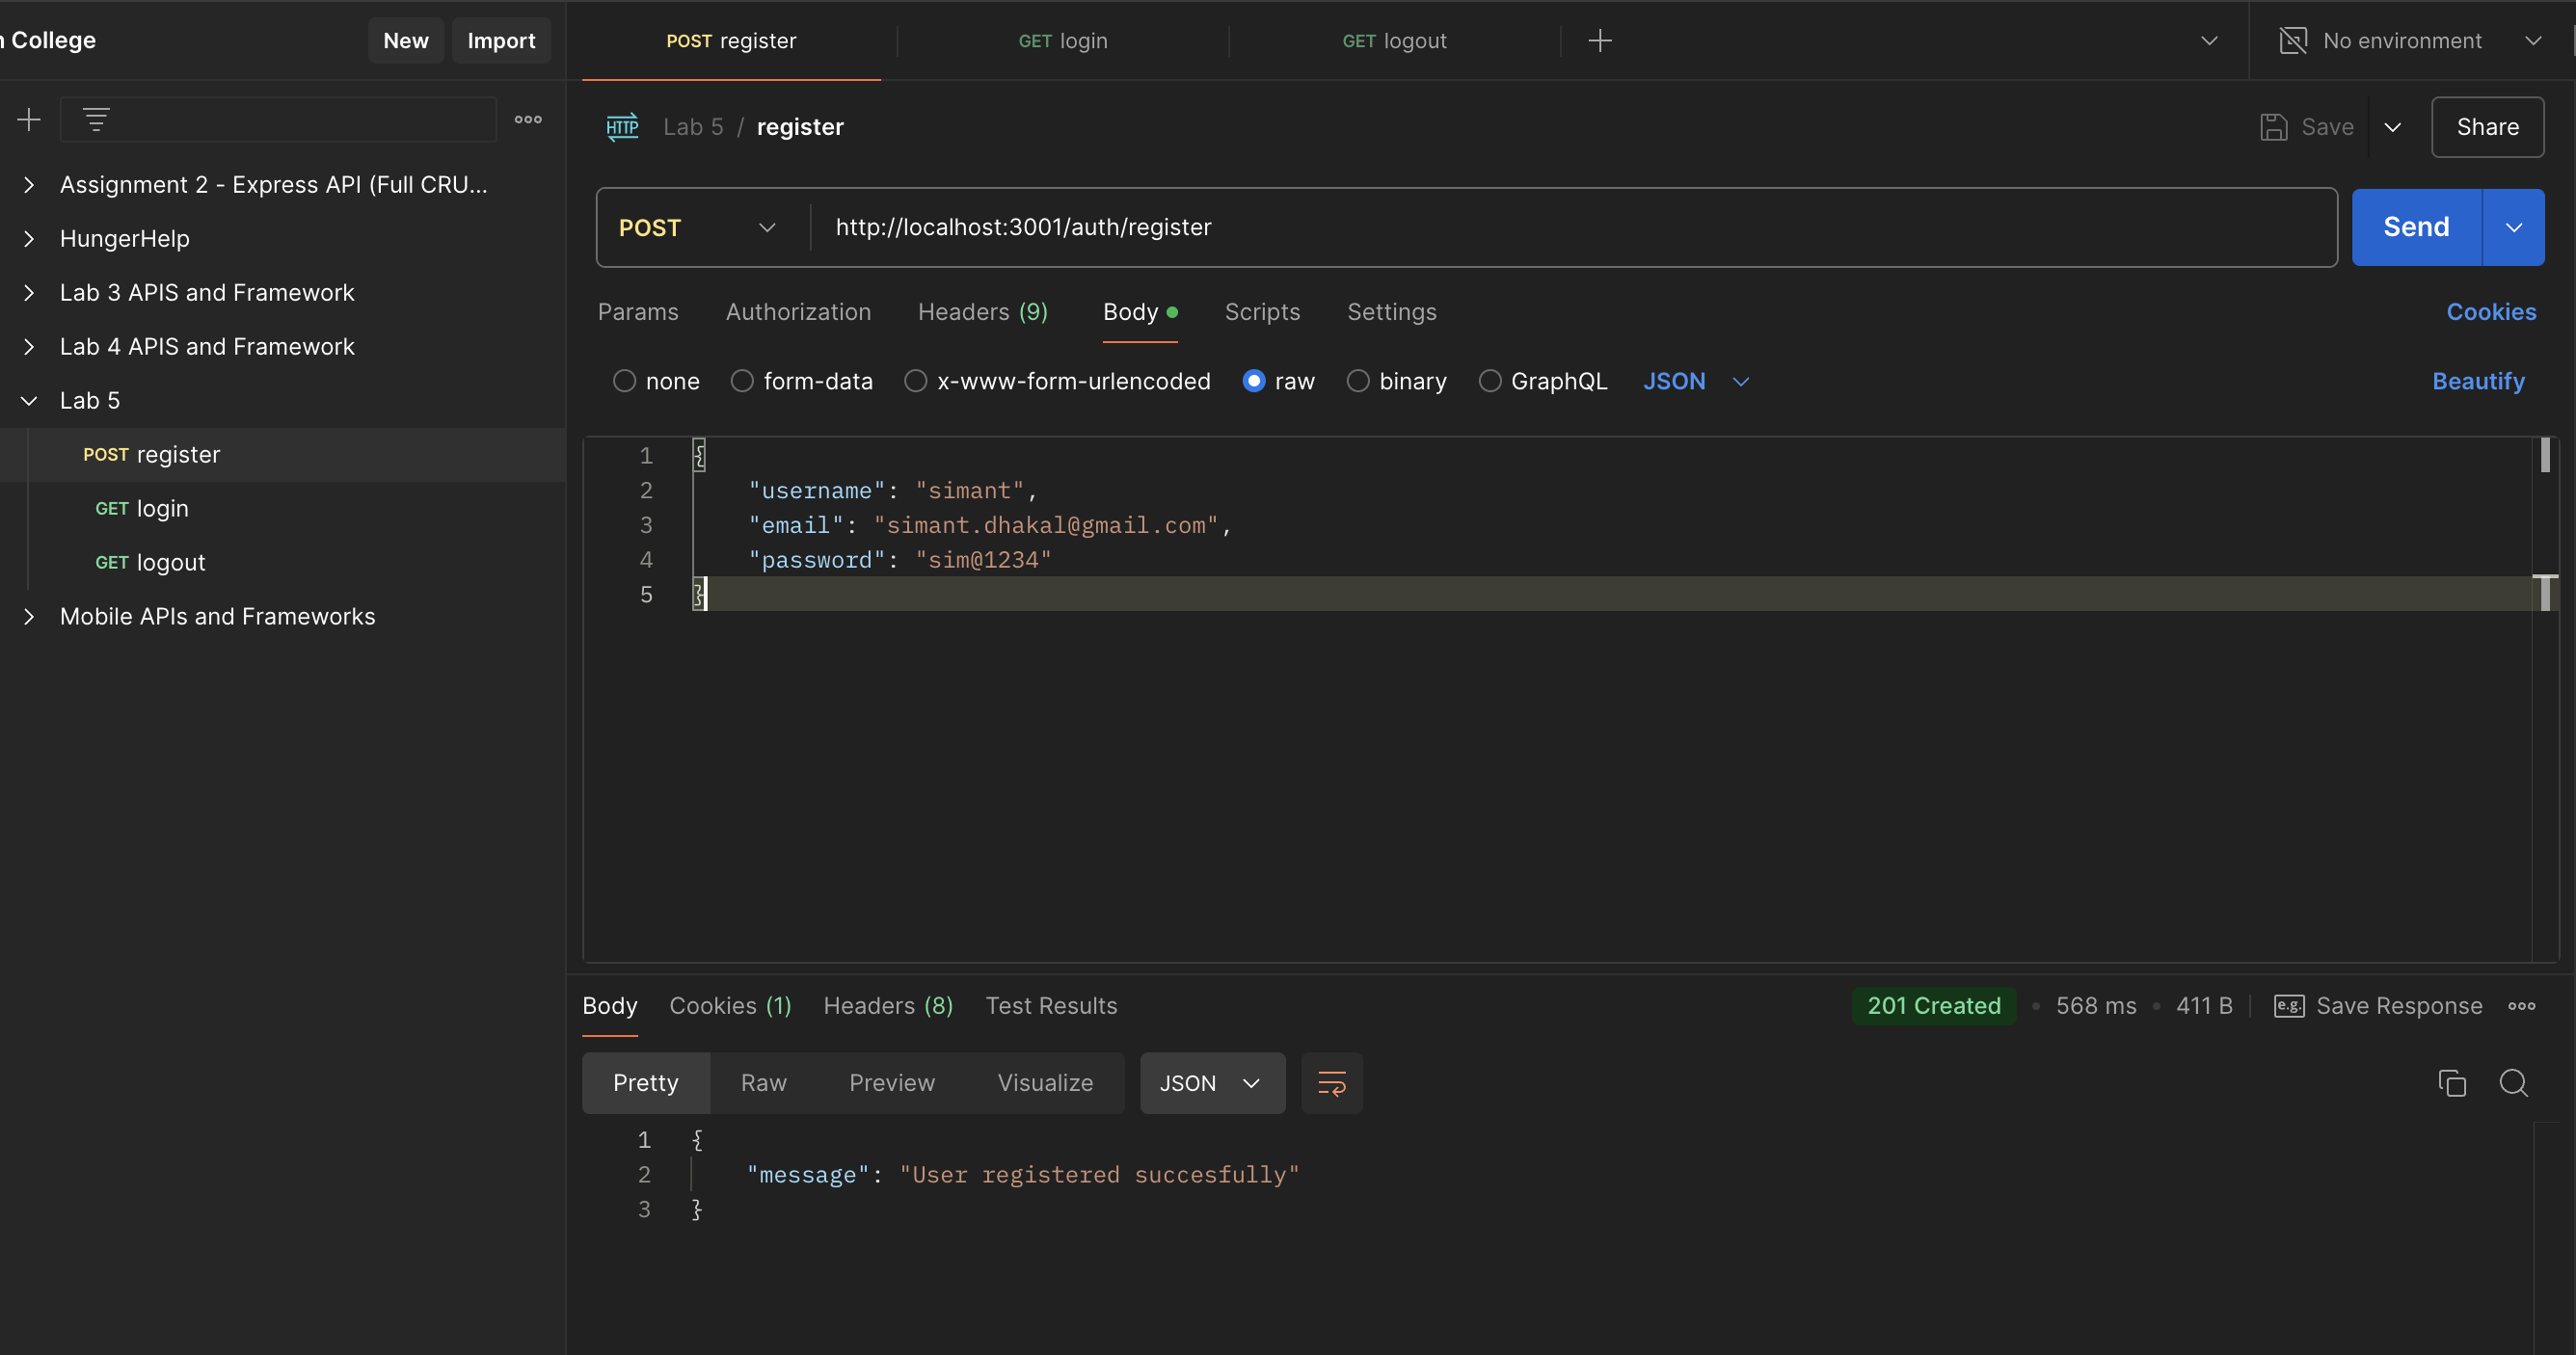 College
New
Import
POST register
GET login
GET logout
No environment
HTTP
Lab 5 / register
Save
Share
Assignment 2 - Express API (Full CRU...
HungerHelp
Lab 3 APIS and Framework
Lab 4 APIS and Framework
Lab 5
POST register
GET login
GET logout
Mobile APIs and Frameworks
POST
http://localhost:3001/auth/register
Send
Params
Authorization
Headers (9)
Body
Scripts
Settings
Cookies
none
form-data
x-www-form-urlencoded
raw
binary
GraphQL
JSON
Beautify
1 {
2 "username": "simant",
3 "email": "simant.dhakal@gmail.com",
4 "password": "sim@1234"
5 }
Body
Cookies (1)
Headers (8)
Test Results
201 Created
568 ms
411 B
e.g.
Save Response
Pretty
Raw
Preview
Visualize
JSON
1 {
2 "message": "User registered succesfully"
3 }